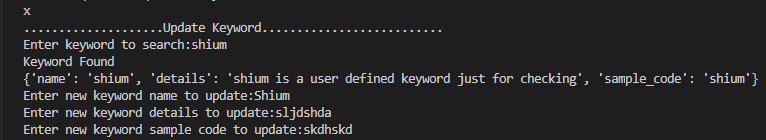 x
....................Update Keyword..........................
Enter keyword to search:shium
Keyword Found
{'name': 'shium', 'details': 'shium is a user defined keyword just for checking', 'sample_code': 'shium'}
Enter new keyword name to update:Shium
Enter new keyword details to update:sljdshda
Enter new keyword sample code to update:skdhskd